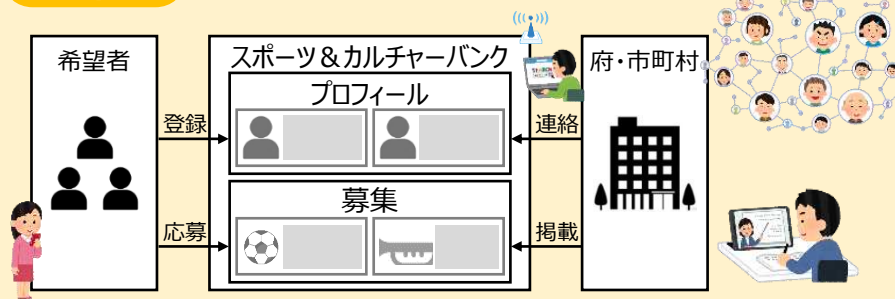 希望者
スポーツ＆カルチャーバンク
府・市町村
プロフィール
登録
連絡
募集
応募
掲載